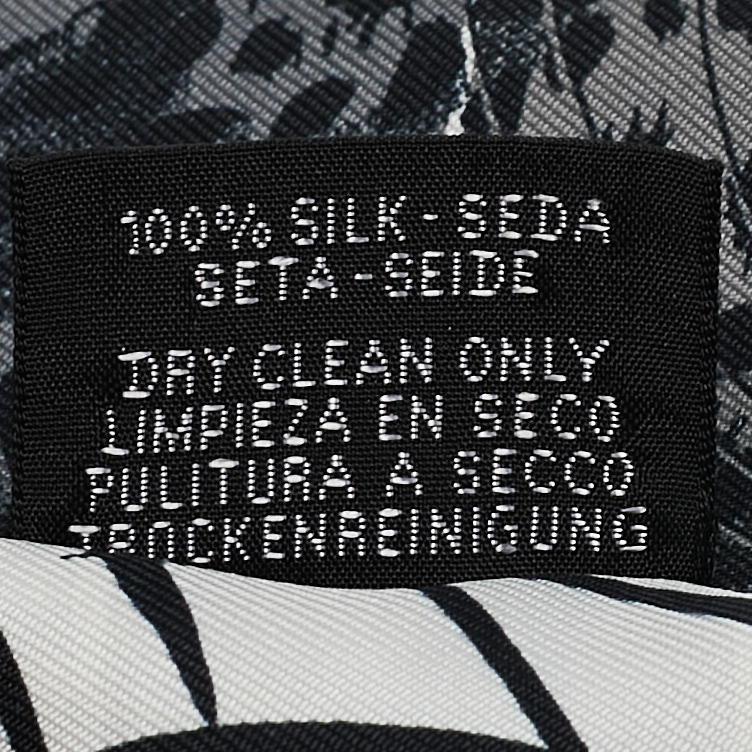 100% SILK - SEDA
SETA - SEIDE
DRY CLEAN ONLY
LIMPIEZA EN SECO
PULITURA A SECCO
TROCKENREINIGUNG